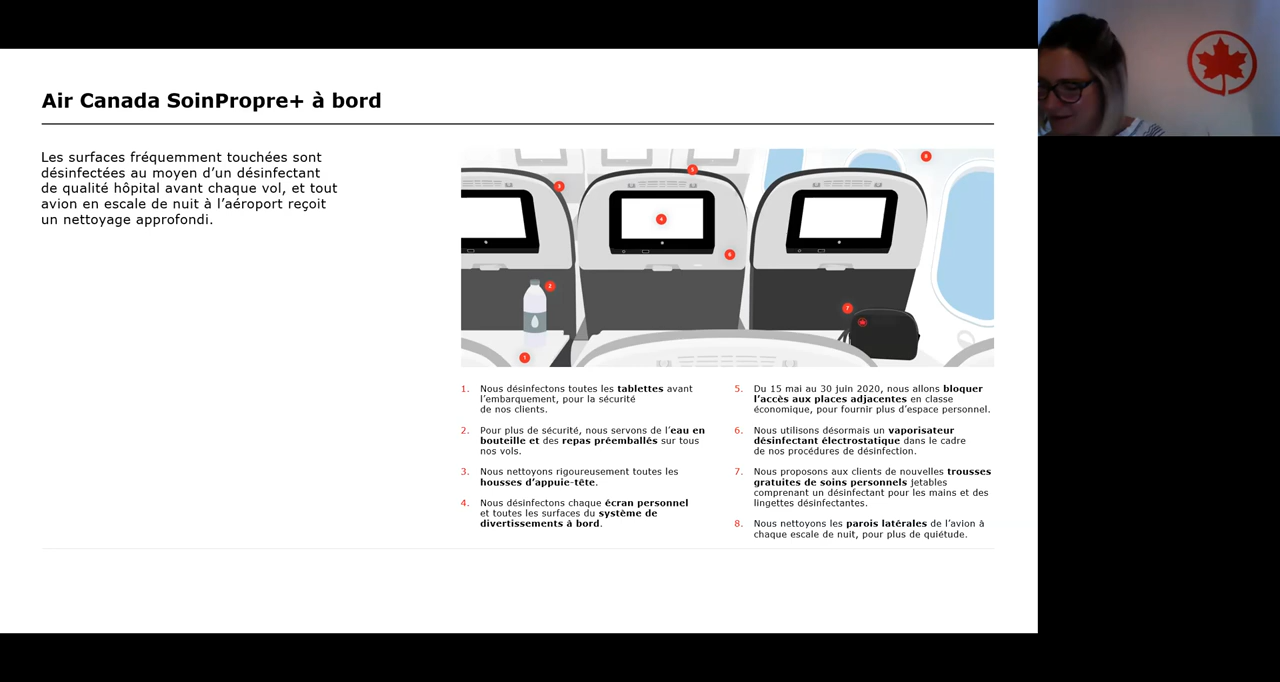 Air Canada SoinPropre+ à bord
Les surfaces fréquemment touchées sont
désinfectées au moyen d’un désinfectant
de qualité hôpital avant chaque vol, et tout
avion en escale de nuit à l’aéroport reçoit
un nettoyage approfondi.
8
5
3
4
6
2
7
1
1. Nous désinfectons toutes les tablettes avant
l’embarquement, pour la sécurité
de nos clients.
2. Pour plus de sécurité, nous servons de l’eau en
bouteille et des repas préemballés sur tous
nos vols.
3. Nous nettoyons rigoureusement toutes les
housses d’appuie-tête.
4. Nous désinfectons chaque écran personnel
et toutes les surfaces du système de
divertissements à bord.
5. Du 15 mai au 30 juin 2020, nous allons bloquer
l’accès aux places adjacentes en classe
économique, pour fournir plus d’espace personnel.
6. Nous utilisons désormais un vaporisateur
désinfectant électrostatique dans le cadre
de nos procédures de désinfection.
7. Nous proposons aux clients de nouvelles trousses
gratuites de soins personnels jetables
comprenant un désinfectant pour les mains et des
lingettes désinfectantes.
8. Nous nettoyons les parois latérales de l’avion à
chaque escale de nuit, pour plus de quiétude.